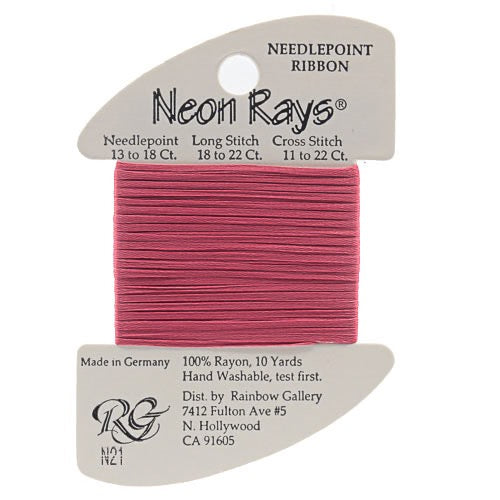 NEEDLEPOINT
RIBBON
Neon Rays®
Needlepoint Long Stitch Cross Stitch
13 to 18 Ct. 18 to 22 Ct. 11 to 22 Ct.
Made in Germany
100% Rayon, 10 Yards
Hand Washable, test first.
RG
N21
Dist. by Rainbow Gallery
7412 Fulton Ave #5
N. Hollywood
CA 91605